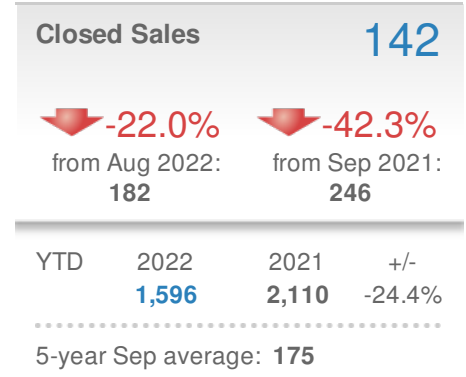 Closed Sales 142
-22.0% -42.3%
from Aug 2022: from Sep 2021:
182 246
YTD 2022 2021 +/-
1,596 2,110 -24.4%
5-year Sep average: 175